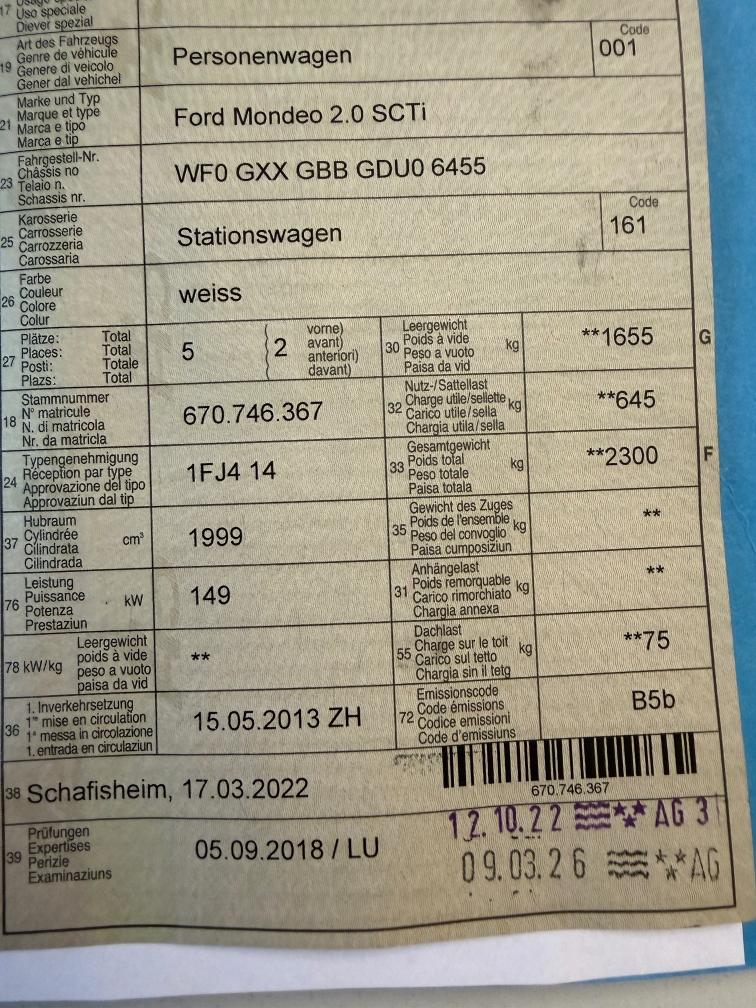 17 Uso speciale
Diever spezial
19 Art des Fahrzeugs
Genre de véhicule
Genere di veicolo
Gener dal vehichel
Personenwagen
Code
001
21 Marke und Typ
Marque et type
Marca e tipo
Marca e tip
Ford Mondeo 2.0 SCTi
23 Fahrgestell-Nr.
Châssis no
Telaio n.
Schassis nr.
WF0 GXX GBB GDU0 6455
25 Karosserie
Carrosserie
Carrozzeria
Carossaria
Stationswagen
Code
161
26 Farbe
Couleur
Colore
Colur
weiss
27 Plätze: Total
Places: Total
Posti: Totale
Plazs: Total
5
2 vorne)
avant)
anteriori)
davant)
30 Leergewicht
Poids à vide
Peso a vuoto
Paisa da vid
kg
**1655
G
18 Stammnummer
N° matricule
N. di matricola
Nr. da matricla
670.746.367
32 Nutz-/Sattellast
Charge utile/sellette
Carico utile/sella
Chargia utila/sella
kg
**645
24 Typengenehmigung
Réception par type
Approvazione del tipo
Approvaziun dal tip
1FJ4 14
33 Gesamtgewicht
Poids total
Peso totale
Paisa totala
kg
**2300
F
37 Hubraum
Cylindrée
Cilindrata
Cilindrada
cm³
1999
35 Gewicht des Zuges
Poids de l'ensemble
Peso del convoglio
Paisa cumposiziun
kg
**
76 Leistung
Puissance
Potenza
Prestaziun
kW
149
31 Anhängelast
Poids remorquable
Carico rimorchiato
Chargia annexa
kg
**
78 kW/kg
Leergewicht
poids à vide
peso a vuoto
paisa da vid
**
55 Dachlast
Charge sur le toit
Carico sul tetto
Chargia sin il tetg
kg
**75
36 1. Inverkehrsetzung
1re mise en circulation
1a messa in circolazione
1. entrada en circulaziun
15.05.2013 ZH
72 Emissionscode
Code émissions
Codice emissioni
Code d'emissiuns
B5b
38 Schafisheim, 17.03.2022
670.746.367
39 Prüfungen
Expertises
Perizie
Examinaziuns
05.09.2018 / LU
12.10.22 AG 3
09.03.26 AG